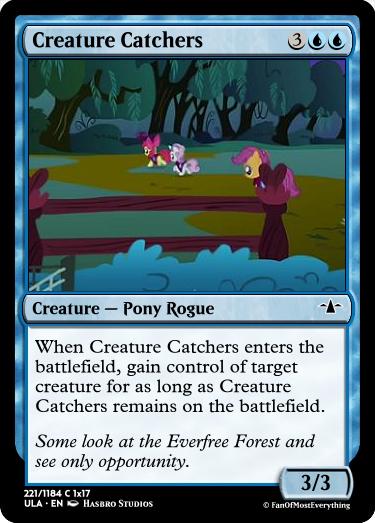 Creature Catchers 3
Creature — Pony Rogue
When Creature Catchers enters the
battlefield, gain control of target
creature for as long as Creature
Catchers remains on the battlefield.
Some look at the Everfree Forest and
see only opportunity.
3/3
221/1184 C 1x17
ULA • EN Hasbro Studios
© FanOfMostEverything